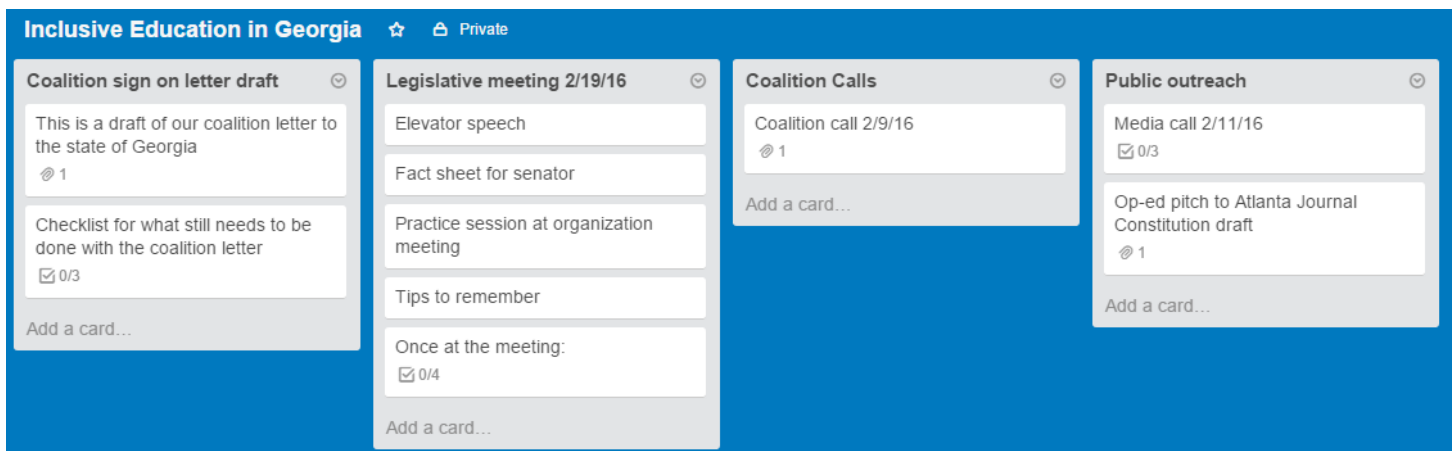 Inclusive Education in Georgia Private
Coalition sign on letter draft
This is a draft of our coalition letter to
the state of Georgia
1
Checklist for what still needs to be
done with the coalition letter
0/3
Add a card...
Legislative meeting 2/19/16
Elevator speech
Fact sheet for senator
Practice session at organization
meeting
Tips to remember
Once at the meeting:
0/4
Add a card...
Coalition Calls
Coalition call 2/9/16
1
Add a card...
Public outreach
Media call 2/11/16
0/3
Op-ed pitch to Atlanta Journal
Constitution draft
1
Add a card...